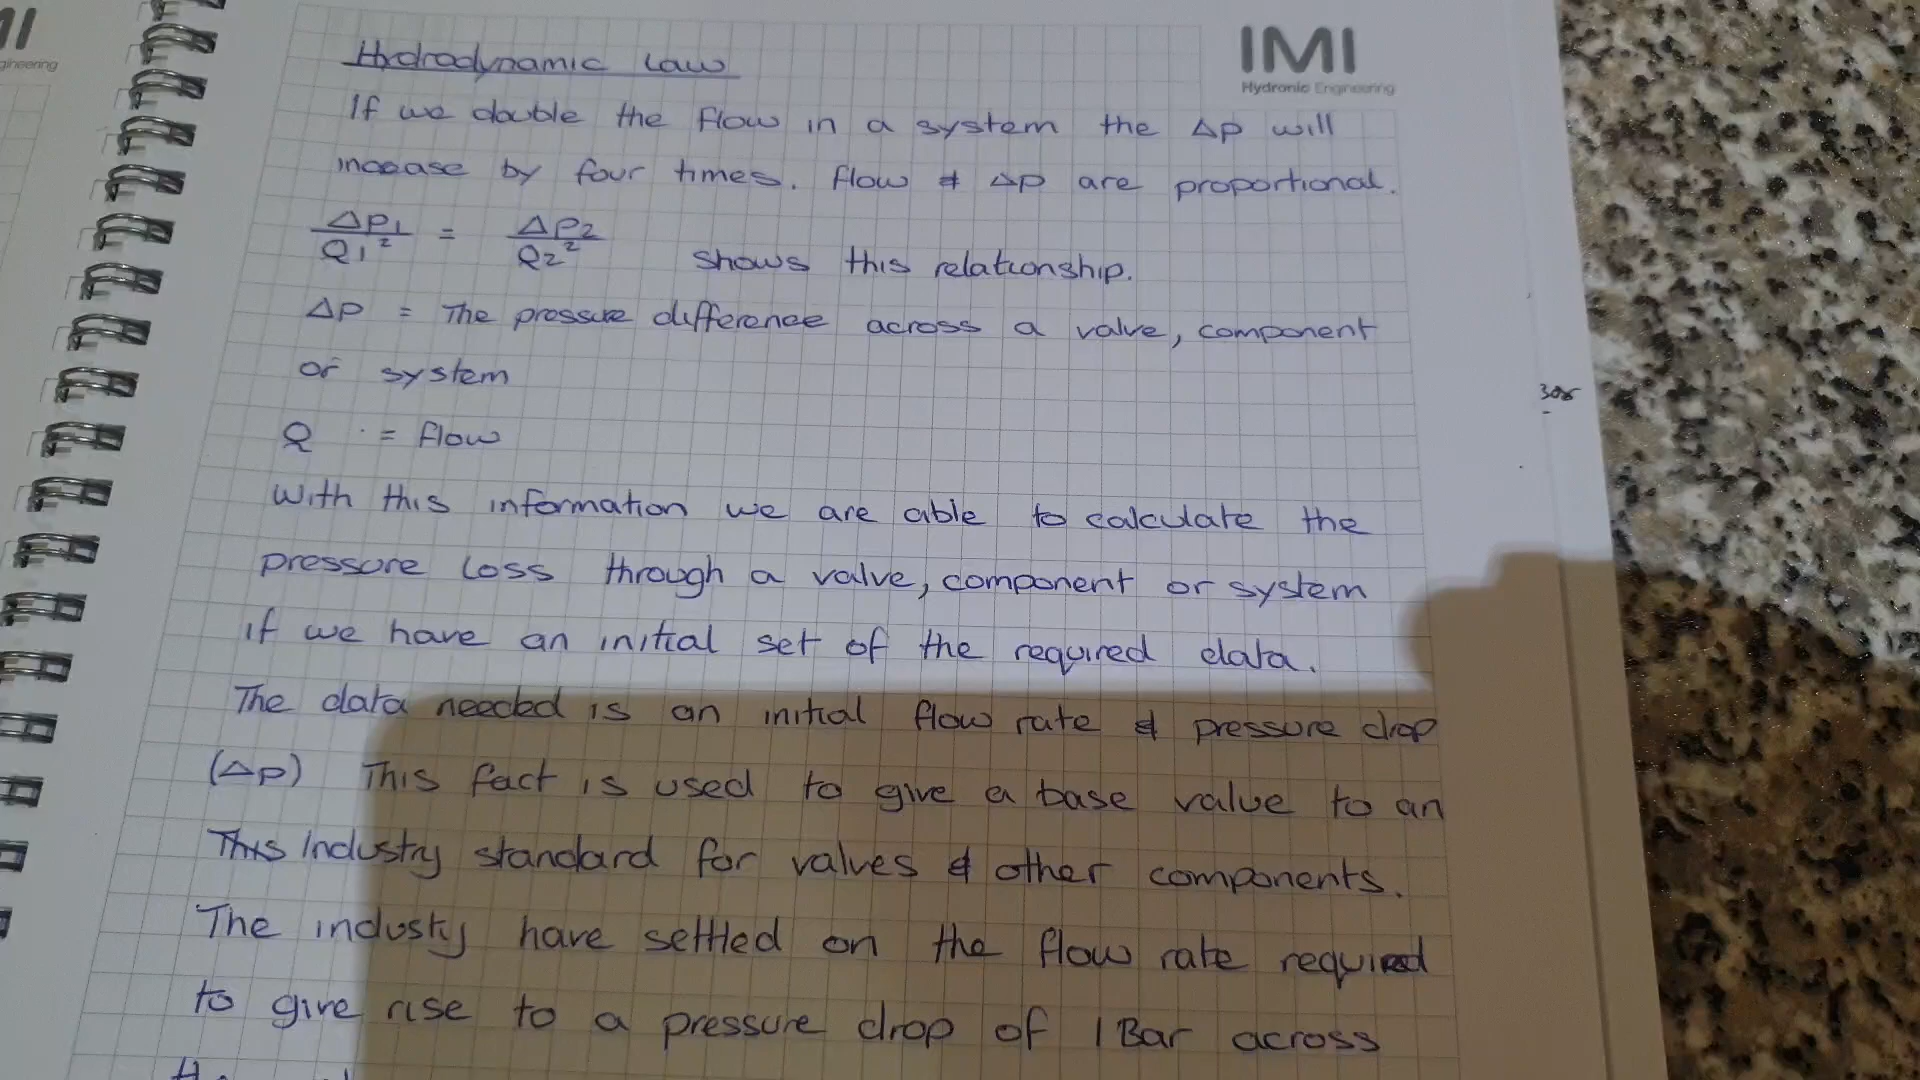 Hydrodynamic Law
IMI
Hydronic Engineering
If we double the flow in a system the Δp will
increase by four times. flow & Δp are proportional.
ΔP1 / Q1² = ΔP2 / Q2² shows this relationship.
ΔP = The pressure difference across a valve, component
or system
Q = flow
With this information we are able to calculate the
pressure loss through a valve, component or system
if we have an initial set of the required data.
The data needed is an initial flow rate & pressure drop
(Δp) This fact is used to give a base value to an
This Industry standard for valves & other components.
The industy have settled on the flow rate required
to give rise to a pressure drop of 1 Bar across